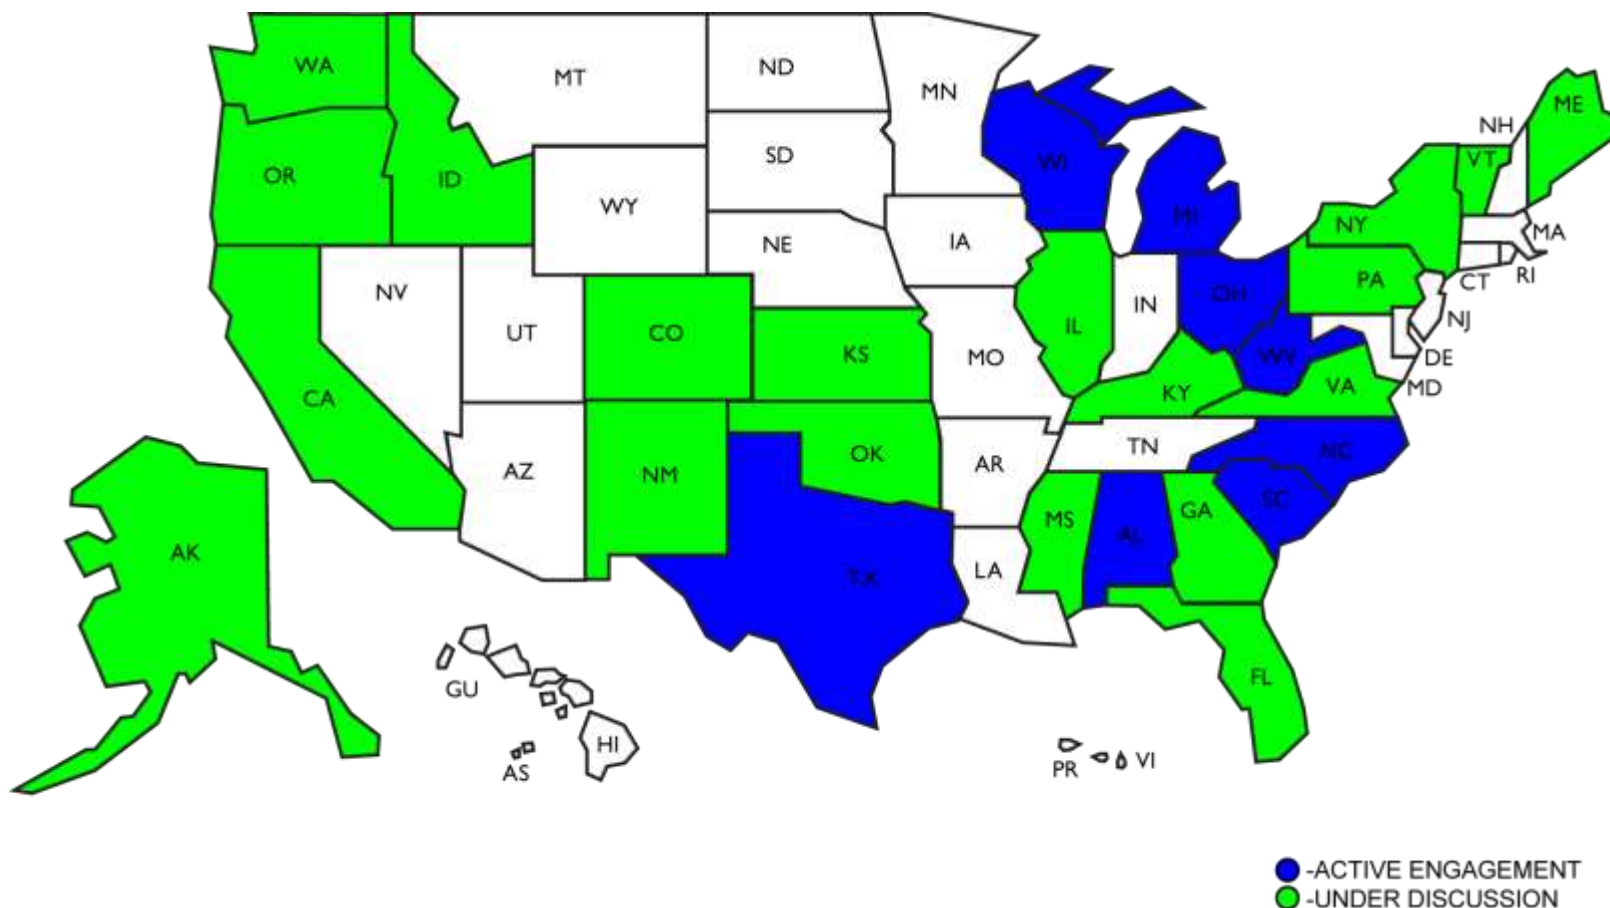 WA
MT
ND
MN
ME
NH
VT
SD
WI
OR
ID
WY
MI
NY
MA
NE
IA
PA
RI
CT
NV
OH
IN
NJ
UT
CO
KS
MO
IL
WV
DE
KY
VA
MD
CA
TN
NC
AZ
NM
OK
AR
MS
GA
SC
AL
AK
TX
LA
FL
GU
HI
AS
PR
VI
-ACTIVE ENGAGEMENT
-UNDER DISCUSSION